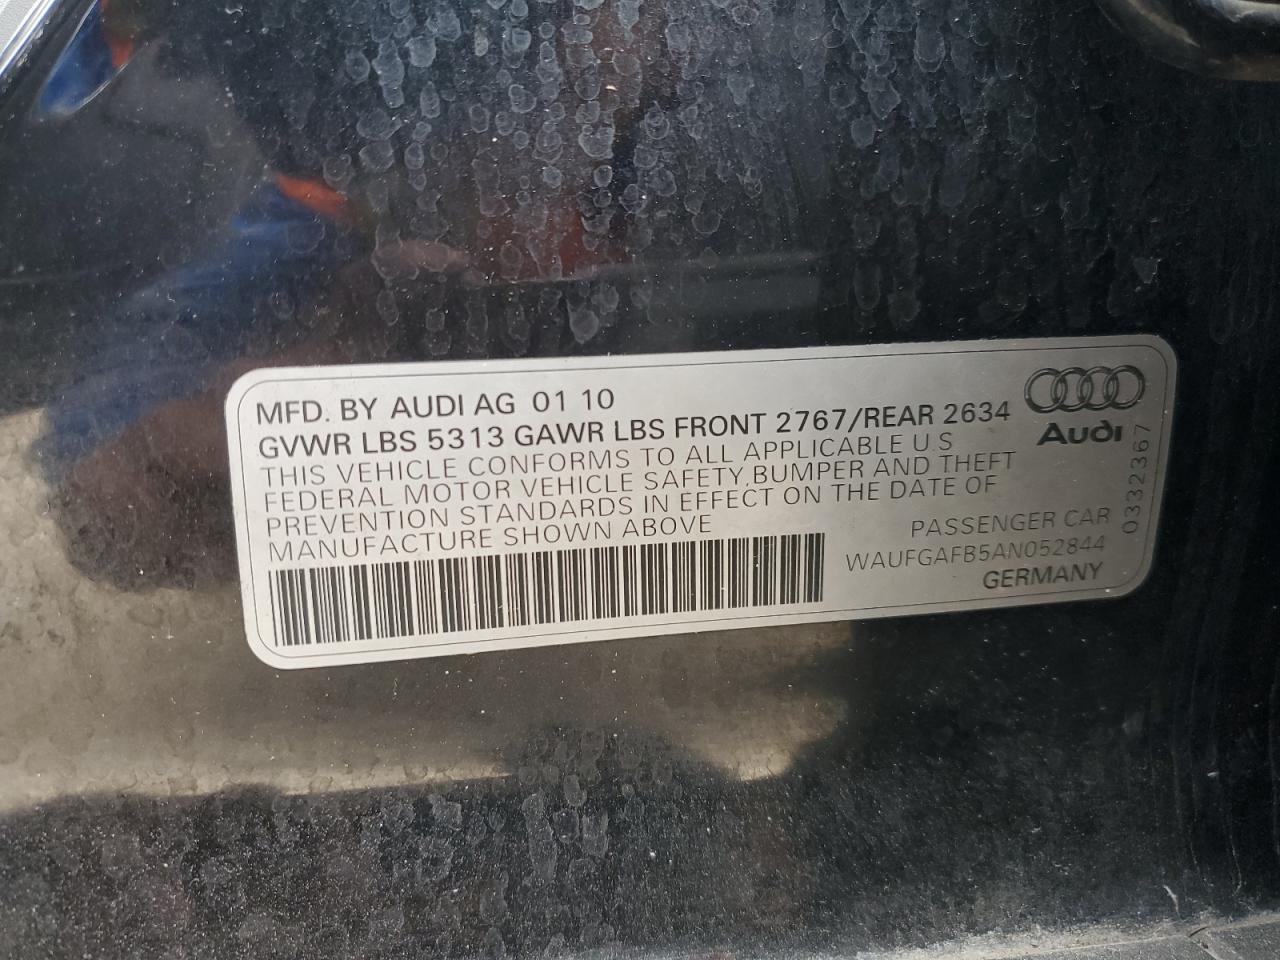 MFD. BY AUDI AG 01 10
GVWR LBS 5313 GAWR LBS FRONT 2767/REAR 2634
THIS VEHICLE CONFORMS TO ALL APPLICABLE U.S
FEDERAL MOTOR VEHICLE SAFETY, BUMPER AND THEFT
PREVENTION STANDARDS IN EFFECT ON THE DATE OF
MANUFACTURE SHOWN ABOVE
Audi
PASSENGER CAR
WAUFGAFB5AN052844
GERMANY
0332367